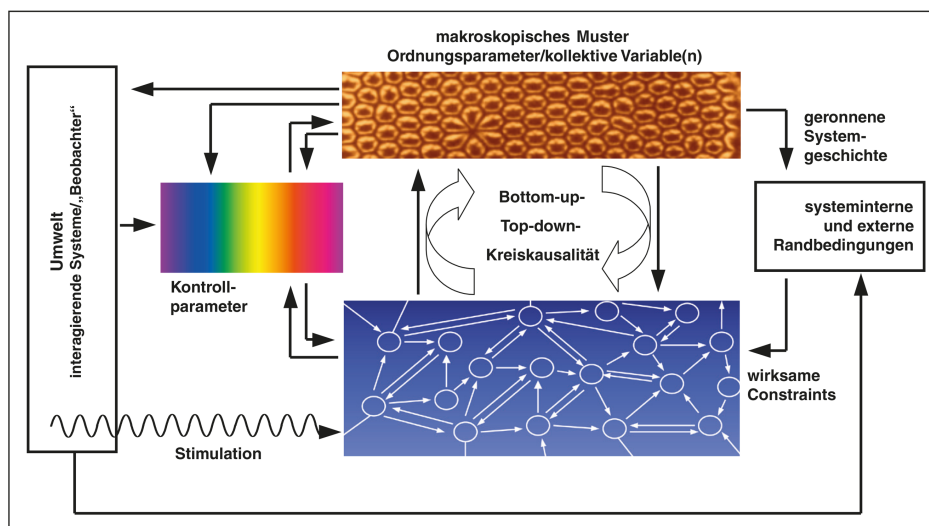 makroskopisches Muster
Ordnungsparameter/kollektive Variable(n)
Umwelt
interagierende Systeme/„Beobachter“
geronnene
System-
geschichte
Bottom-up-
Top-down-
Kreiskausalität
systeminterne
und externe
Randbedingungen
Kontroll-
parameter
wirksame
Constraints
Stimulation